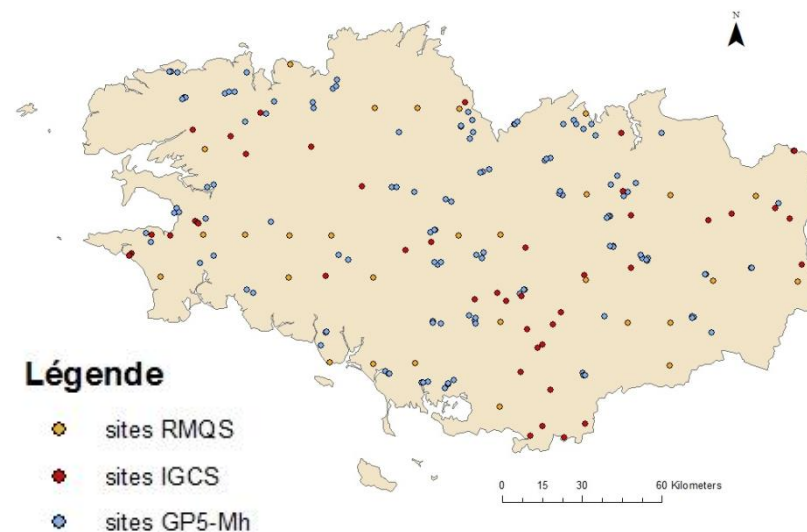 N
Légende
sites RMQS
sites IGCS
sites GP5-Mh
0 15 30 60 Kilometers